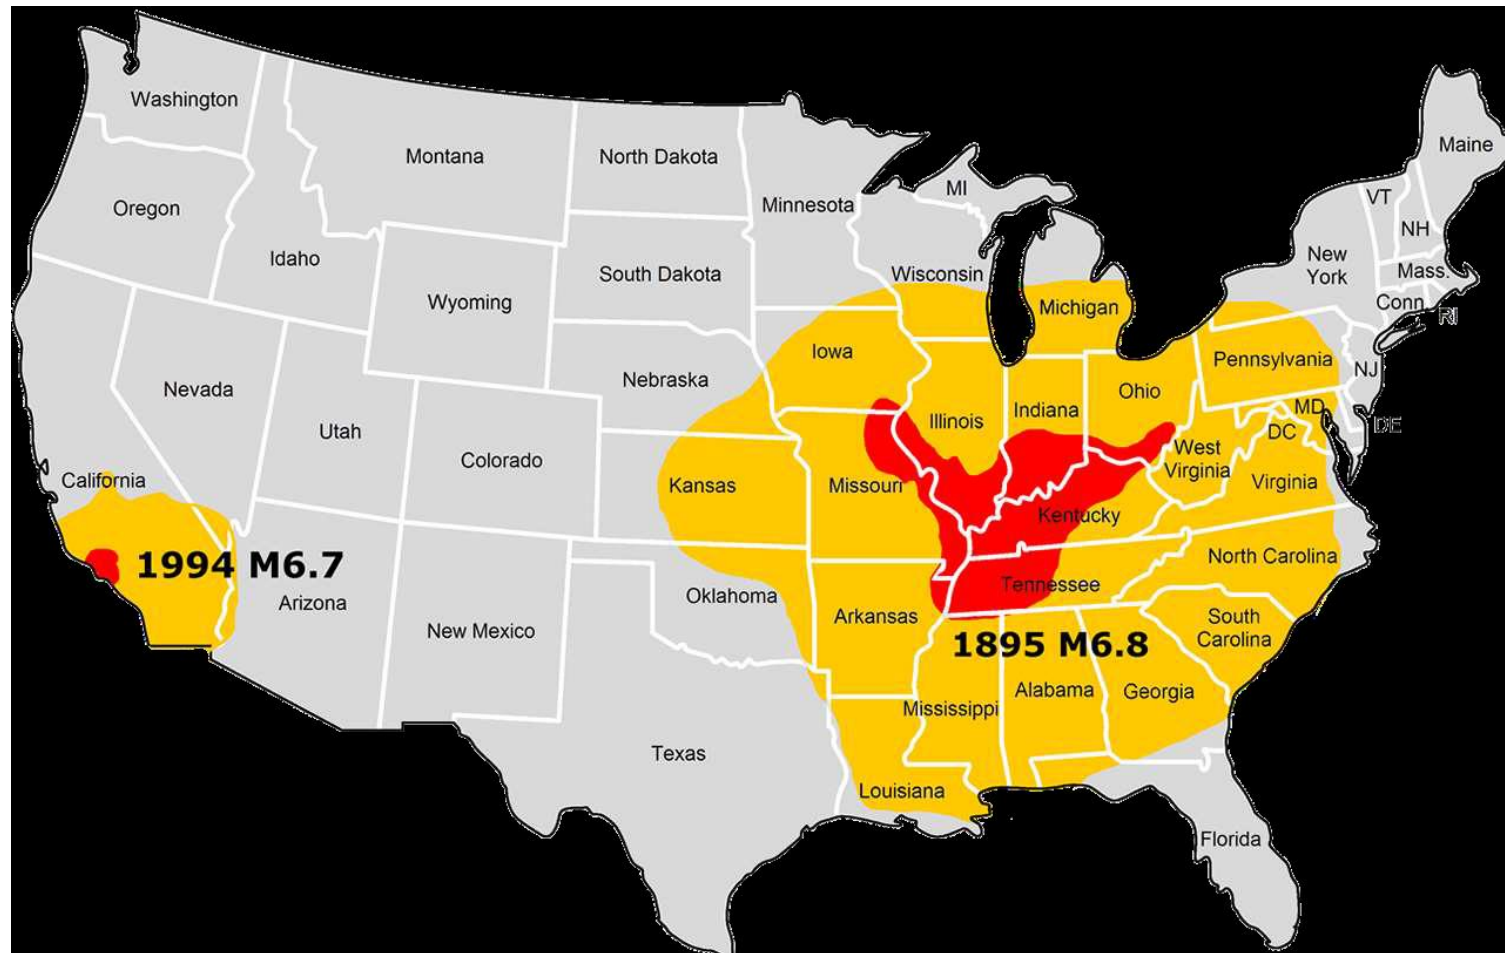 Washington
Montana
North Dakota
Minnesota
MI
Maine
VT
NH
Oregon
Idaho
South Dakota
Wisconsin
New
York
Mass.
Wyoming
Michigan
Conn.
RI
Iowa
Nebraska
Pennsylvania
NJ
Nevada
Utah
Colorado
Illinois
Indiana
Ohio
MD
DE
DC
California
Kansas
Missouri
West
Virginia
Virginia
Kentucky
1994 M6.7
Arizona
New Mexico
Oklahoma
Arkansas
Tennessee
North Carolina
South
Carolina
1895 M6.8
Mississippi
Alabama
Georgia
Texas
Louisiana
Florida